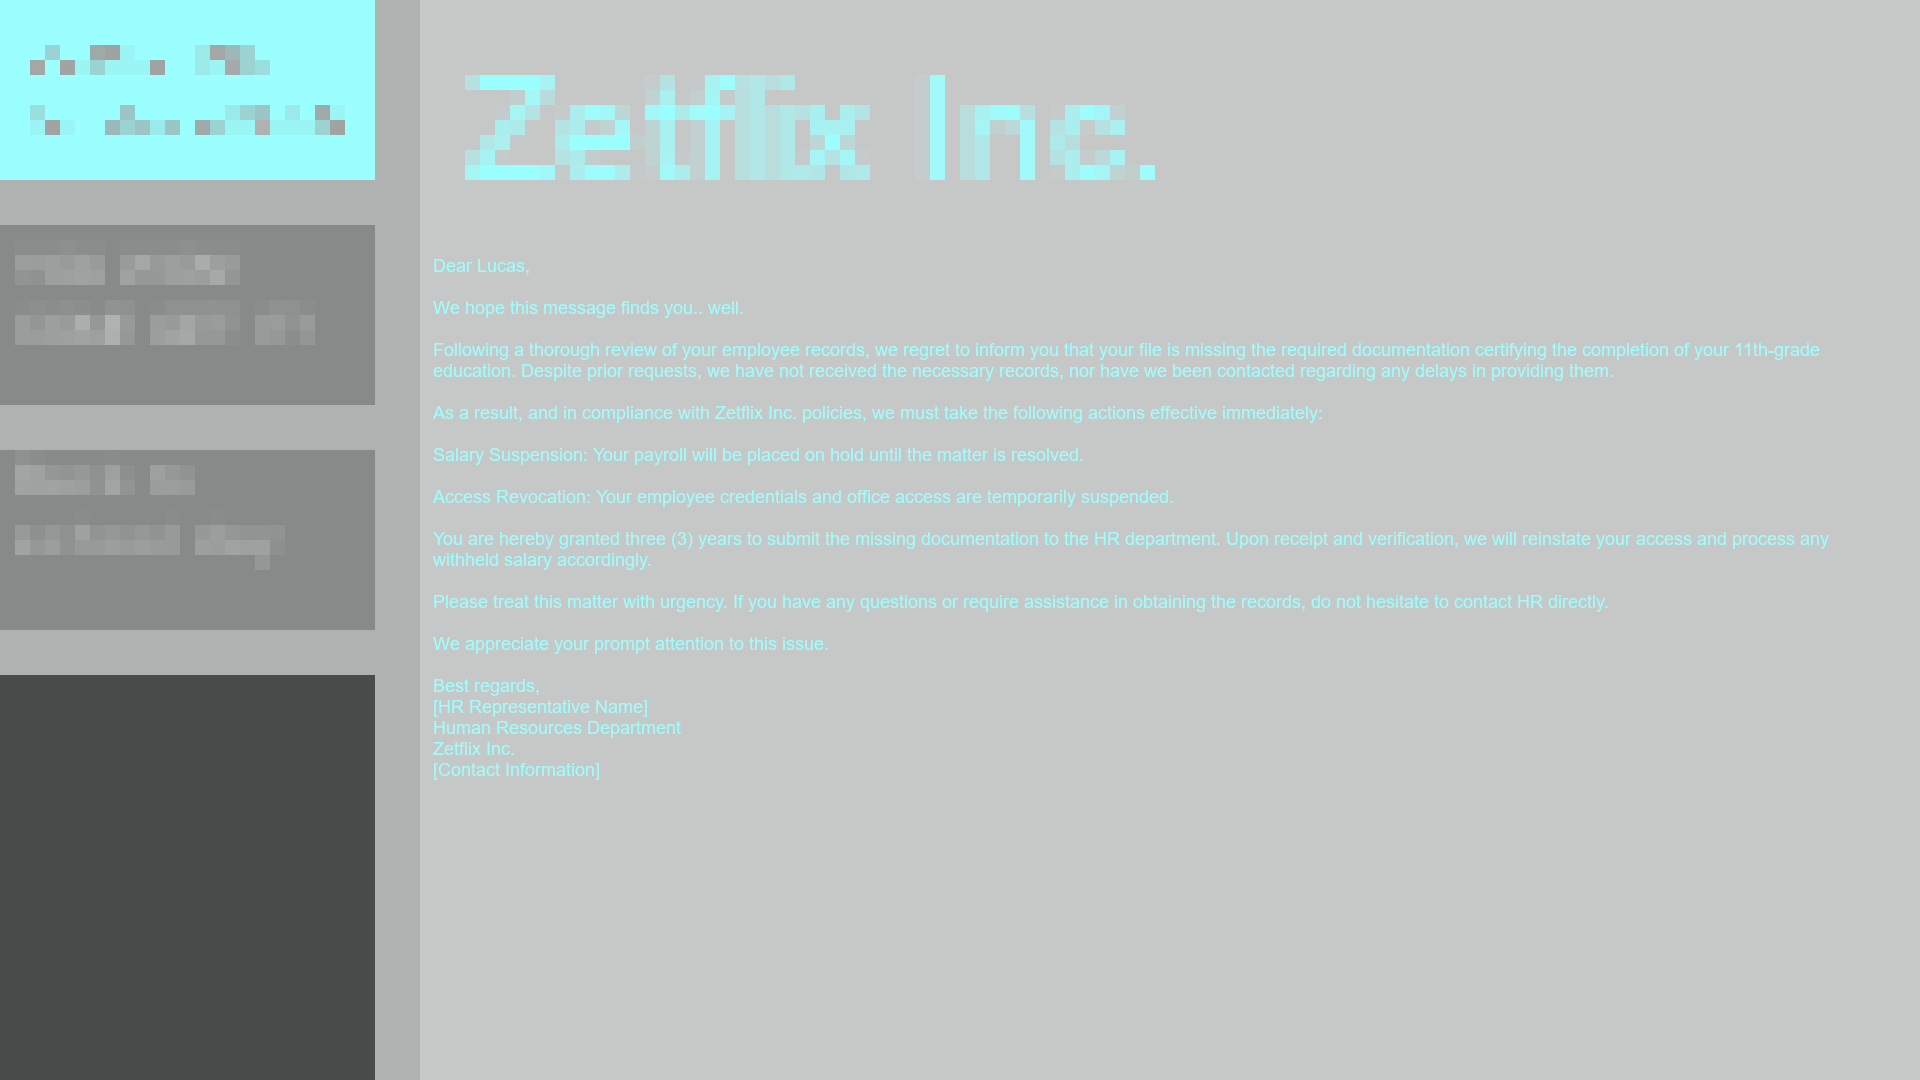 Zetflix Inc.
Dear Lucas,
We hope this message finds you.. well.
Following a thorough review of your employee records, we regret to inform you that your file is missing the required documentation certifying the completion of your 11th-grade
education. Despite prior requests, we have not received the necessary records, nor have we been contacted regarding any delays in providing them.
As a result, and in compliance with Zetflix Inc. policies, we must take the following actions effective immediately:
Salary Suspension: Your payroll will be placed on hold until the matter is resolved.
Access Revocation: Your employee credentials and office access are temporarily suspended.
You are hereby granted three (3) years to submit the missing documentation to the HR department. Upon receipt and verification, we will reinstate your access and process any
withheld salary accordingly.
Please treat this matter with urgency. If you have any questions or require assistance in obtaining the records, do not hesitate to contact HR directly.
We appreciate your prompt attention to this issue.
Best regards,
[HR Representative Name]
Human Resources Department
Zetflix Inc.
[Contact Information]